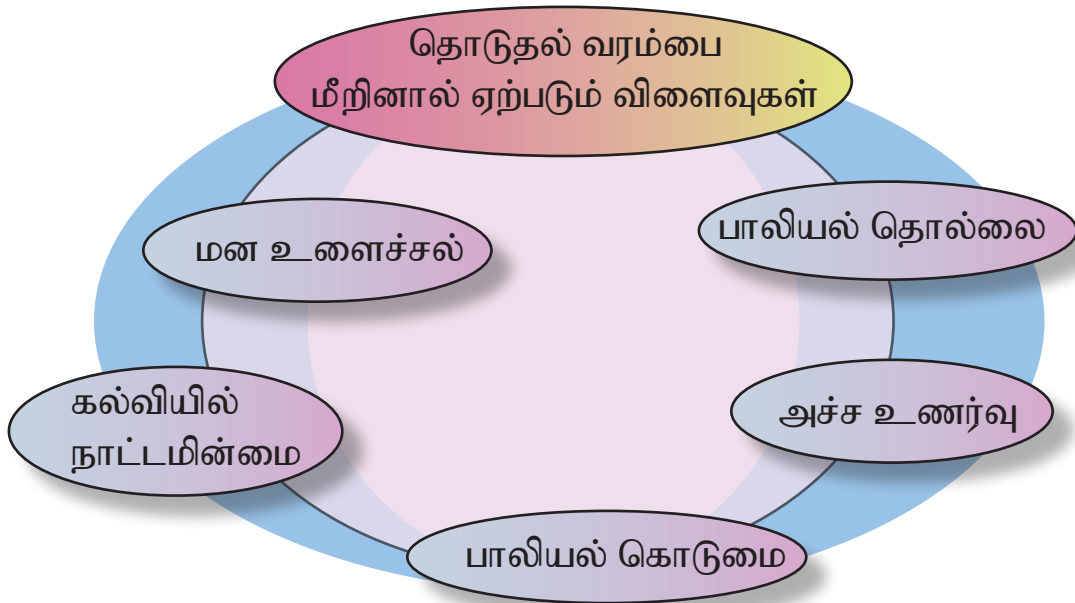 தொடுதல் வரம்பை
மீறினால் ஏற்படும் விளைவுகள்
மன உளைச்சல்
பாலியல் தொல்லை
கல்வியில்
நாட்டமின்மை
அச்ச உணர்வு
பாலியல் கொடுமை